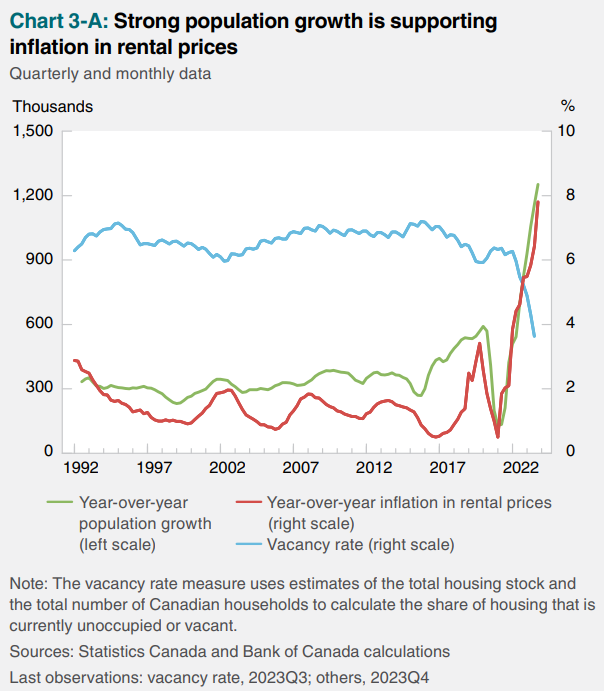 Chart 3-A: Strong population growth is supporting
inflation in rental prices
Quarterly and monthly data
Thousands %
1,500 10
1,200 8
900 6
600 4
300 2
0 0
1992 1997 2002 2007 2012 2017 2022
Year-over-year
population growth
(left scale)
Year-over-year inflation in rental prices
(right scale)
Vacancy rate (right scale)
Note: The vacancy rate measure uses estimates of the total housing stock and
the total number of Canadian households to calculate the share of housing that is
currently unoccupied or vacant.
Sources: Statistics Canada and Bank of Canada calculations
Last observations: vacancy rate, 2023Q3; others, 2023Q4